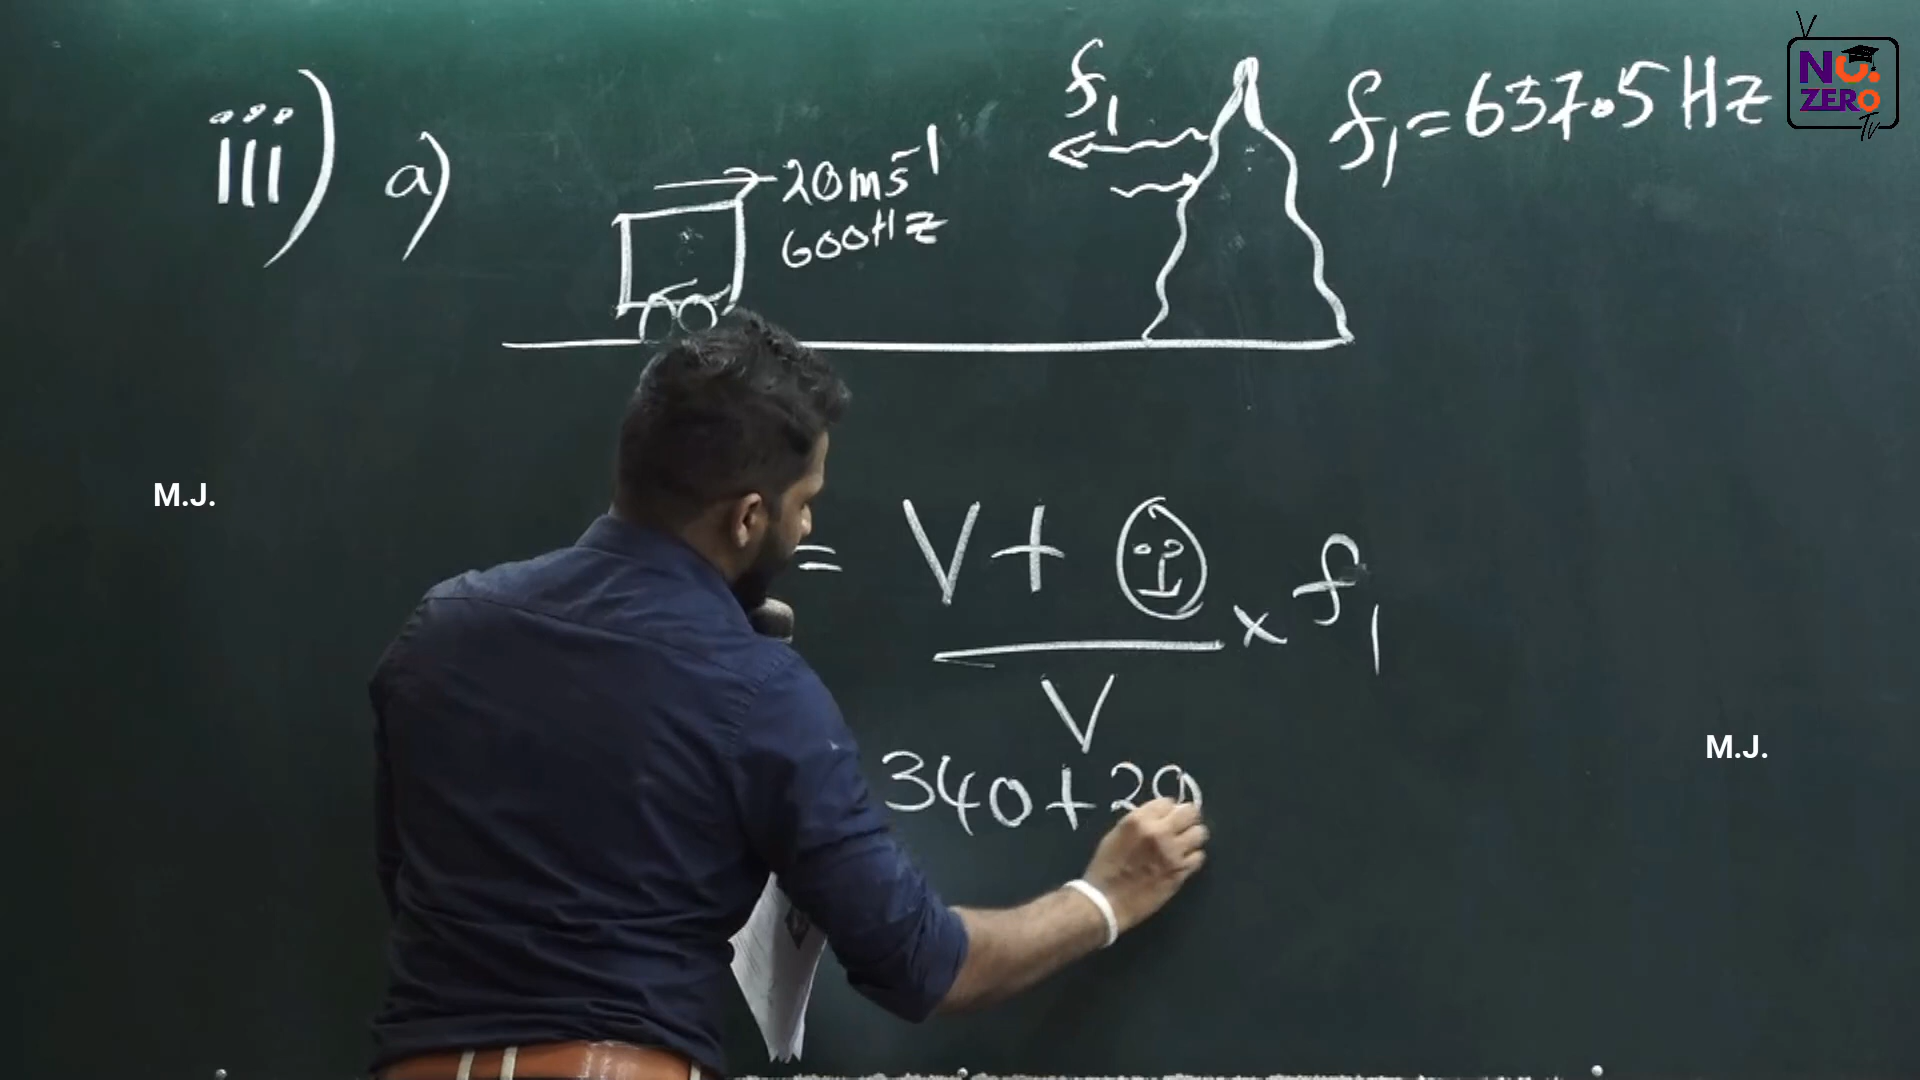 iii) a)
20ms⁻¹
600Hz
f₁
f₁ = 637.5 Hz
NO.
ZERO
TV
M.J.
= V +
× f₁
V
340 + 20
M.J.